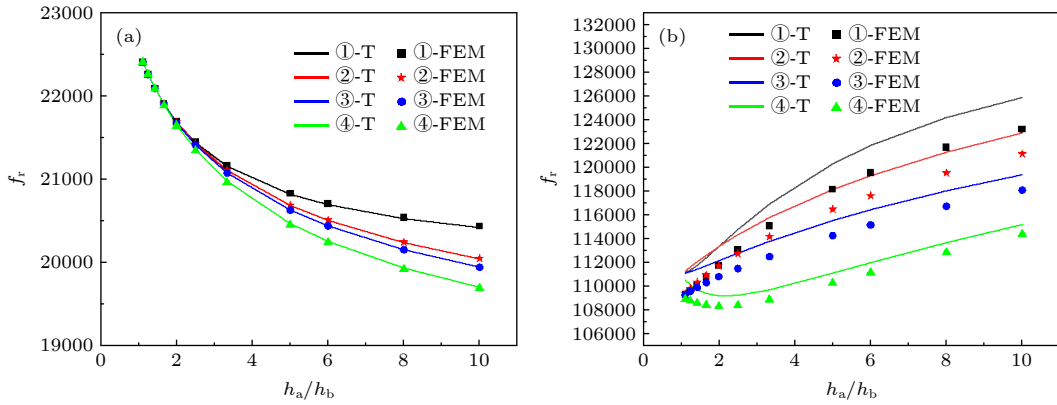 (a)
①-T ①-FEM
②-T ②-FEM
③-T ③-FEM
④-T ④-FEM
23000
22000
21000
20000
19000
fr
0 2 4 6 8 10
ha/hb
(b)
①-T ①-FEM
②-T ②-FEM
③-T ③-FEM
④-T ④-FEM
132000
130000
128000
126000
124000
122000
120000
118000
116000
114000
112000
110000
108000
106000
fr
0 2 4 6 8 10
ha/hb